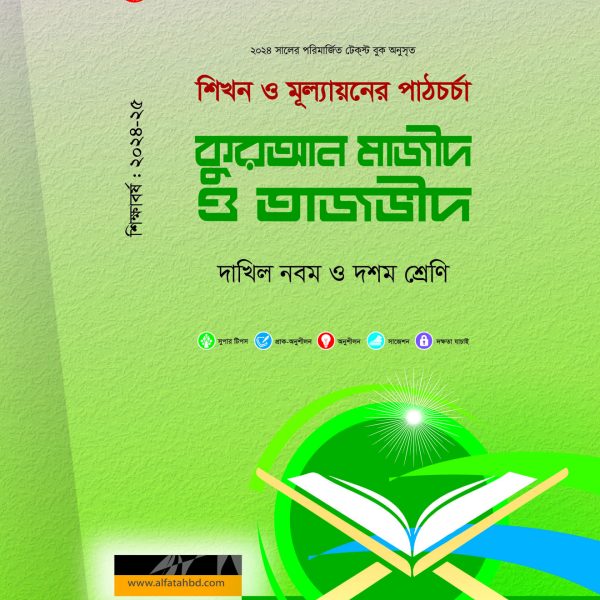 ২০২৪ সালের পরিমার্জিত টেক্স্ট বুক অনুসৃত
শিখন ও মূল্যায়নের পাঠচর্চা
কুরআন মাজীদ
ও তাজভীদ
দাখিল নবম ও দশম শ্রেণি
শিক্ষাবর্ষ : ২০২৪-২৫
সুপার টিপস প্রাক-অনুশীলন অনুশীলন সাজেশন দক্ষতা যাচাই
www.alfatahbd.com